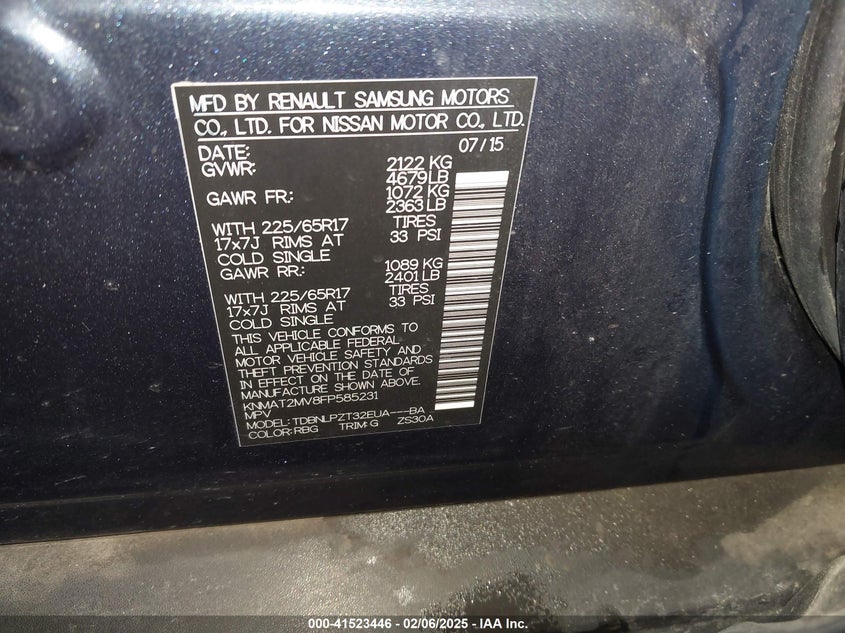 MFD BY RENAULT SAMSUNG MOTORS
CO., LTD. FOR NISSAN MOTOR CO., LTD.
DATE: 07/15
GVWR: 2122 KG
4679 LB
GAWR FR: 1072 KG
2363 LB
WITH 225/65R17 TIRES
17x7J RIMS AT 33 PSI
COLD SINGLE
GAWR RR: 1089 KG
2401 LB
WITH 225/65R17 TIRES
17x7J RIMS AT 33 PSI
COLD SINGLE
THIS VEHICLE CONFORMS TO
ALL APPLICABLE FEDERAL
MOTOR VEHICLE SAFETY AND
THEFT PREVENTION STANDARDS
IN EFFECT ON THE DATE OF
MANUFACTURE SHOWN ABOVE.
KNMAT2MV8FP585231
MPV
MODEL: TDBNLPZT32EUA---BA
COLOR: RBG TRIM: G ZS30A
000-41523446 - 02/06/2025 - IAA Inc.